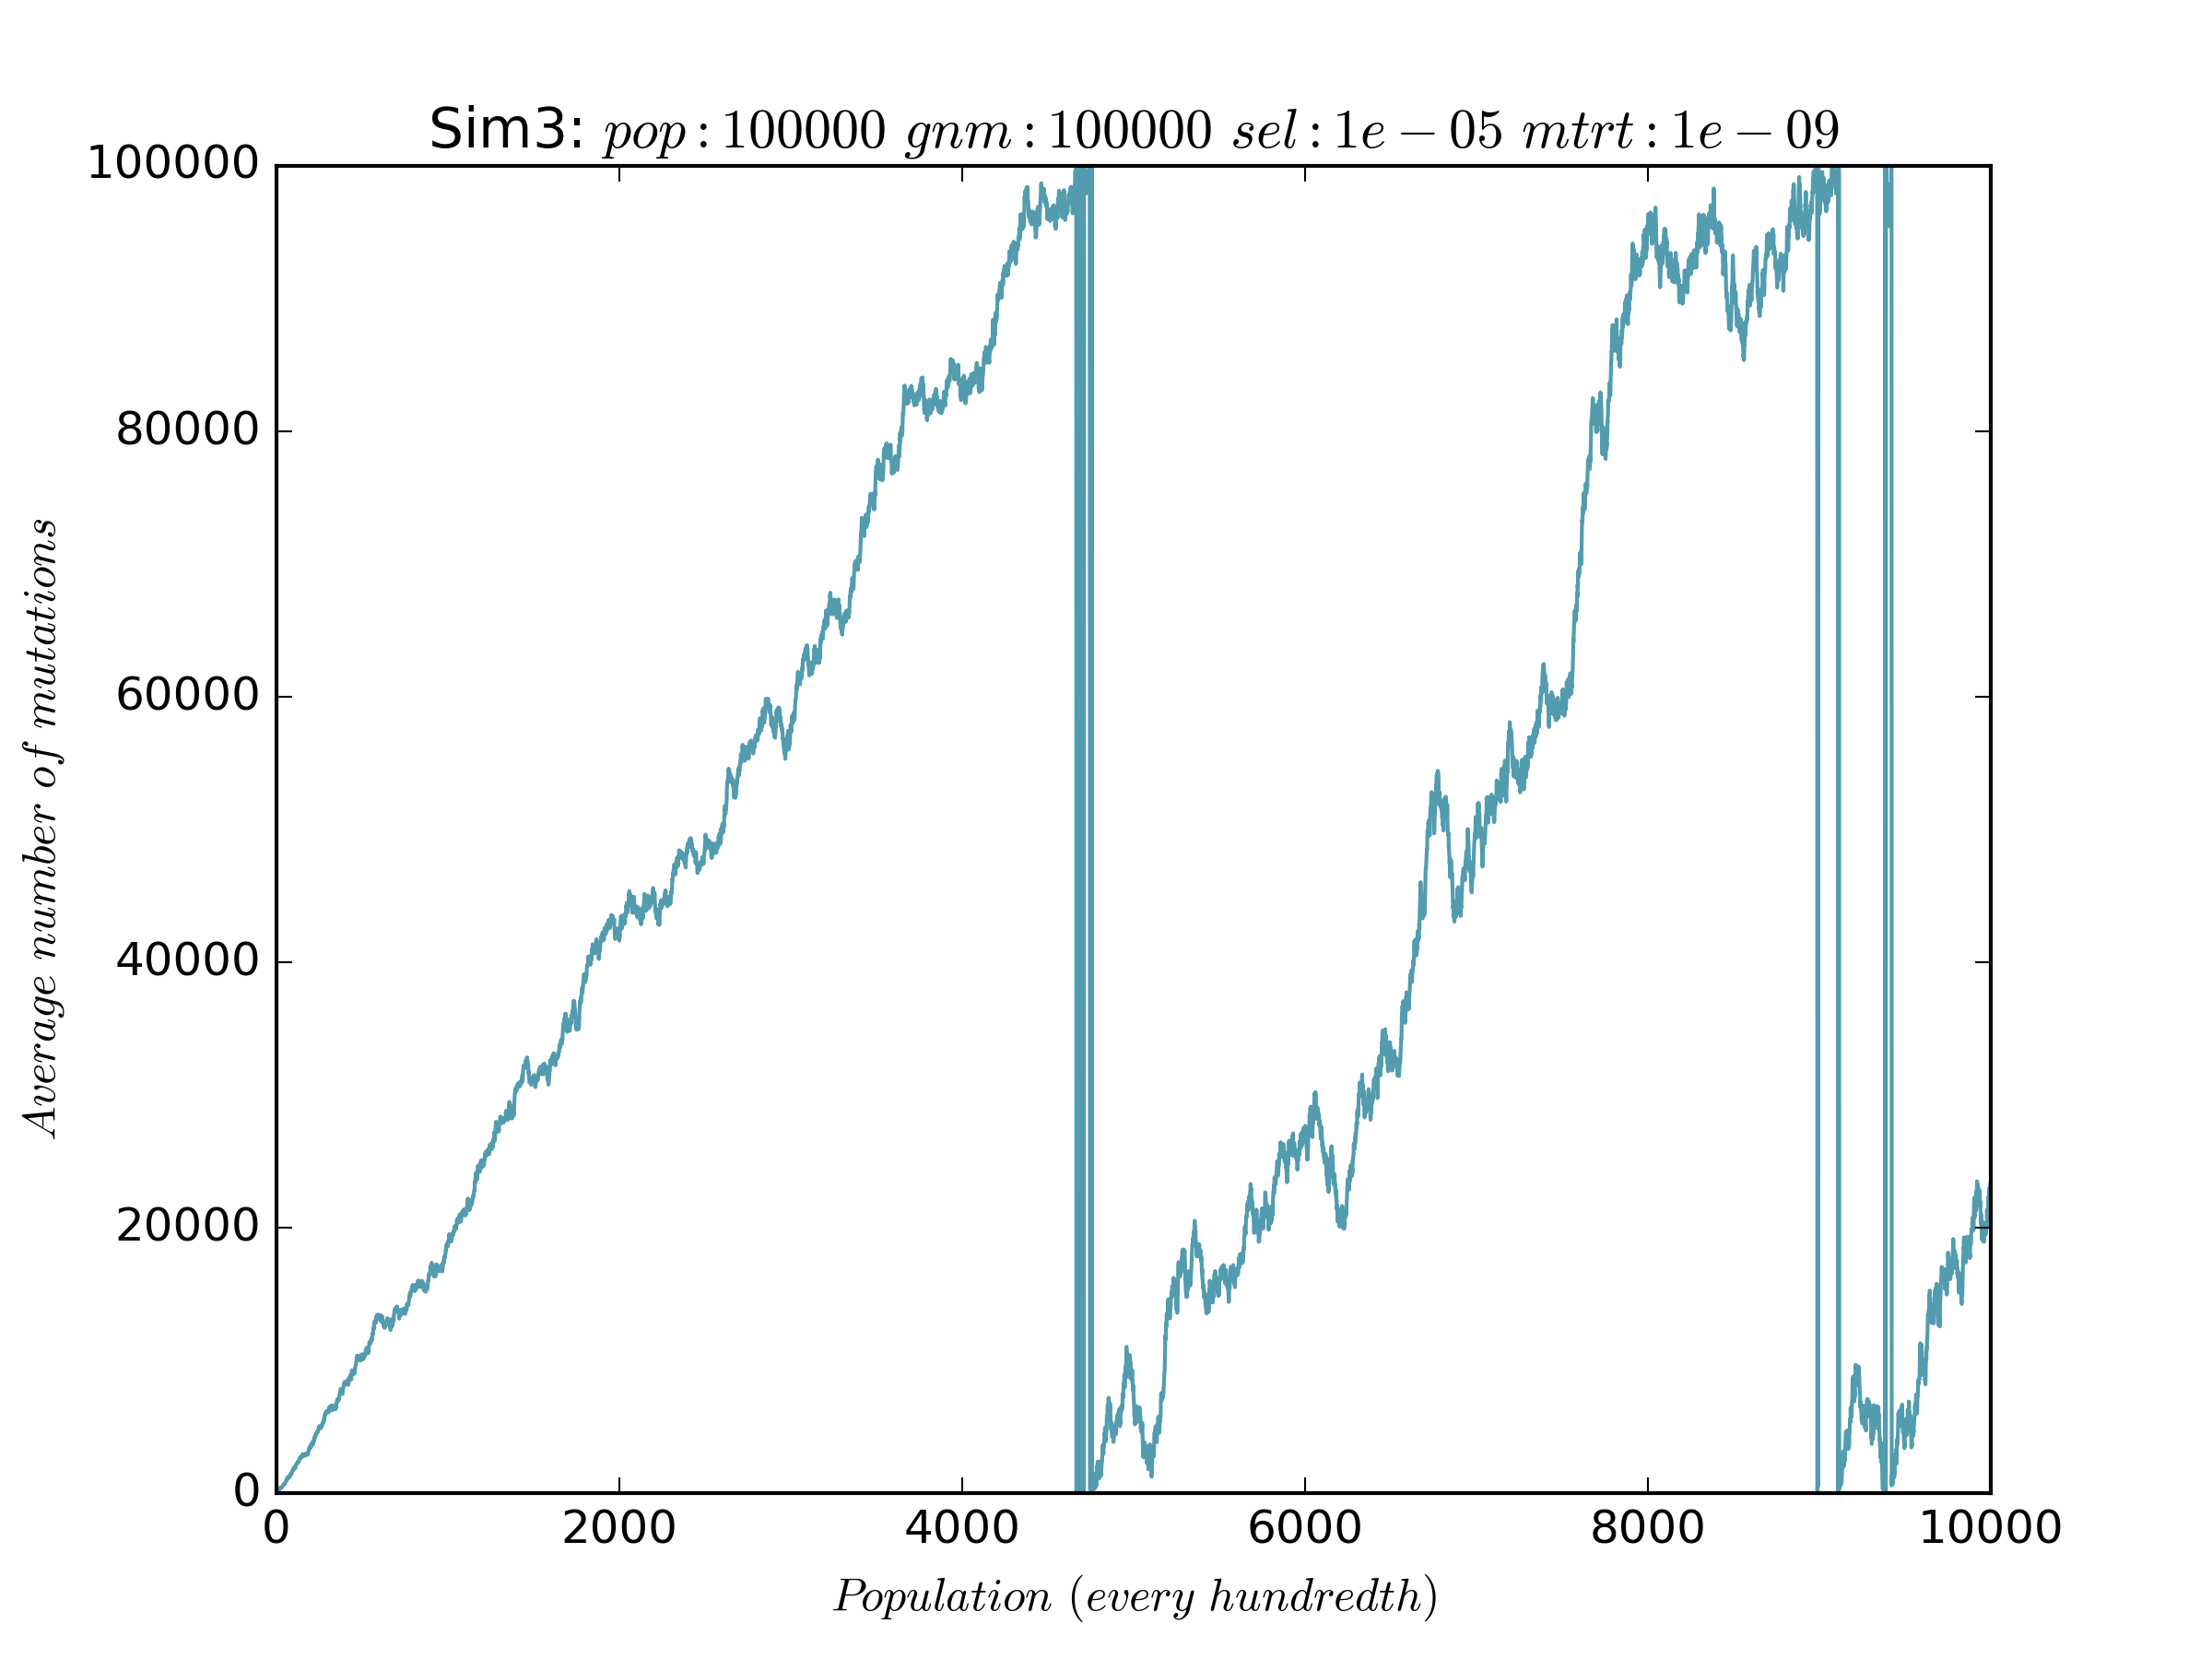 Sim3: pop : 100000 gnm : 100000 sel : 1e − 05 mtrt : 1e − 09
100000
80000
60000
40000
20000
0
Average number of mutations
0 2000 4000 6000 8000 10000
Population (every hundredth)